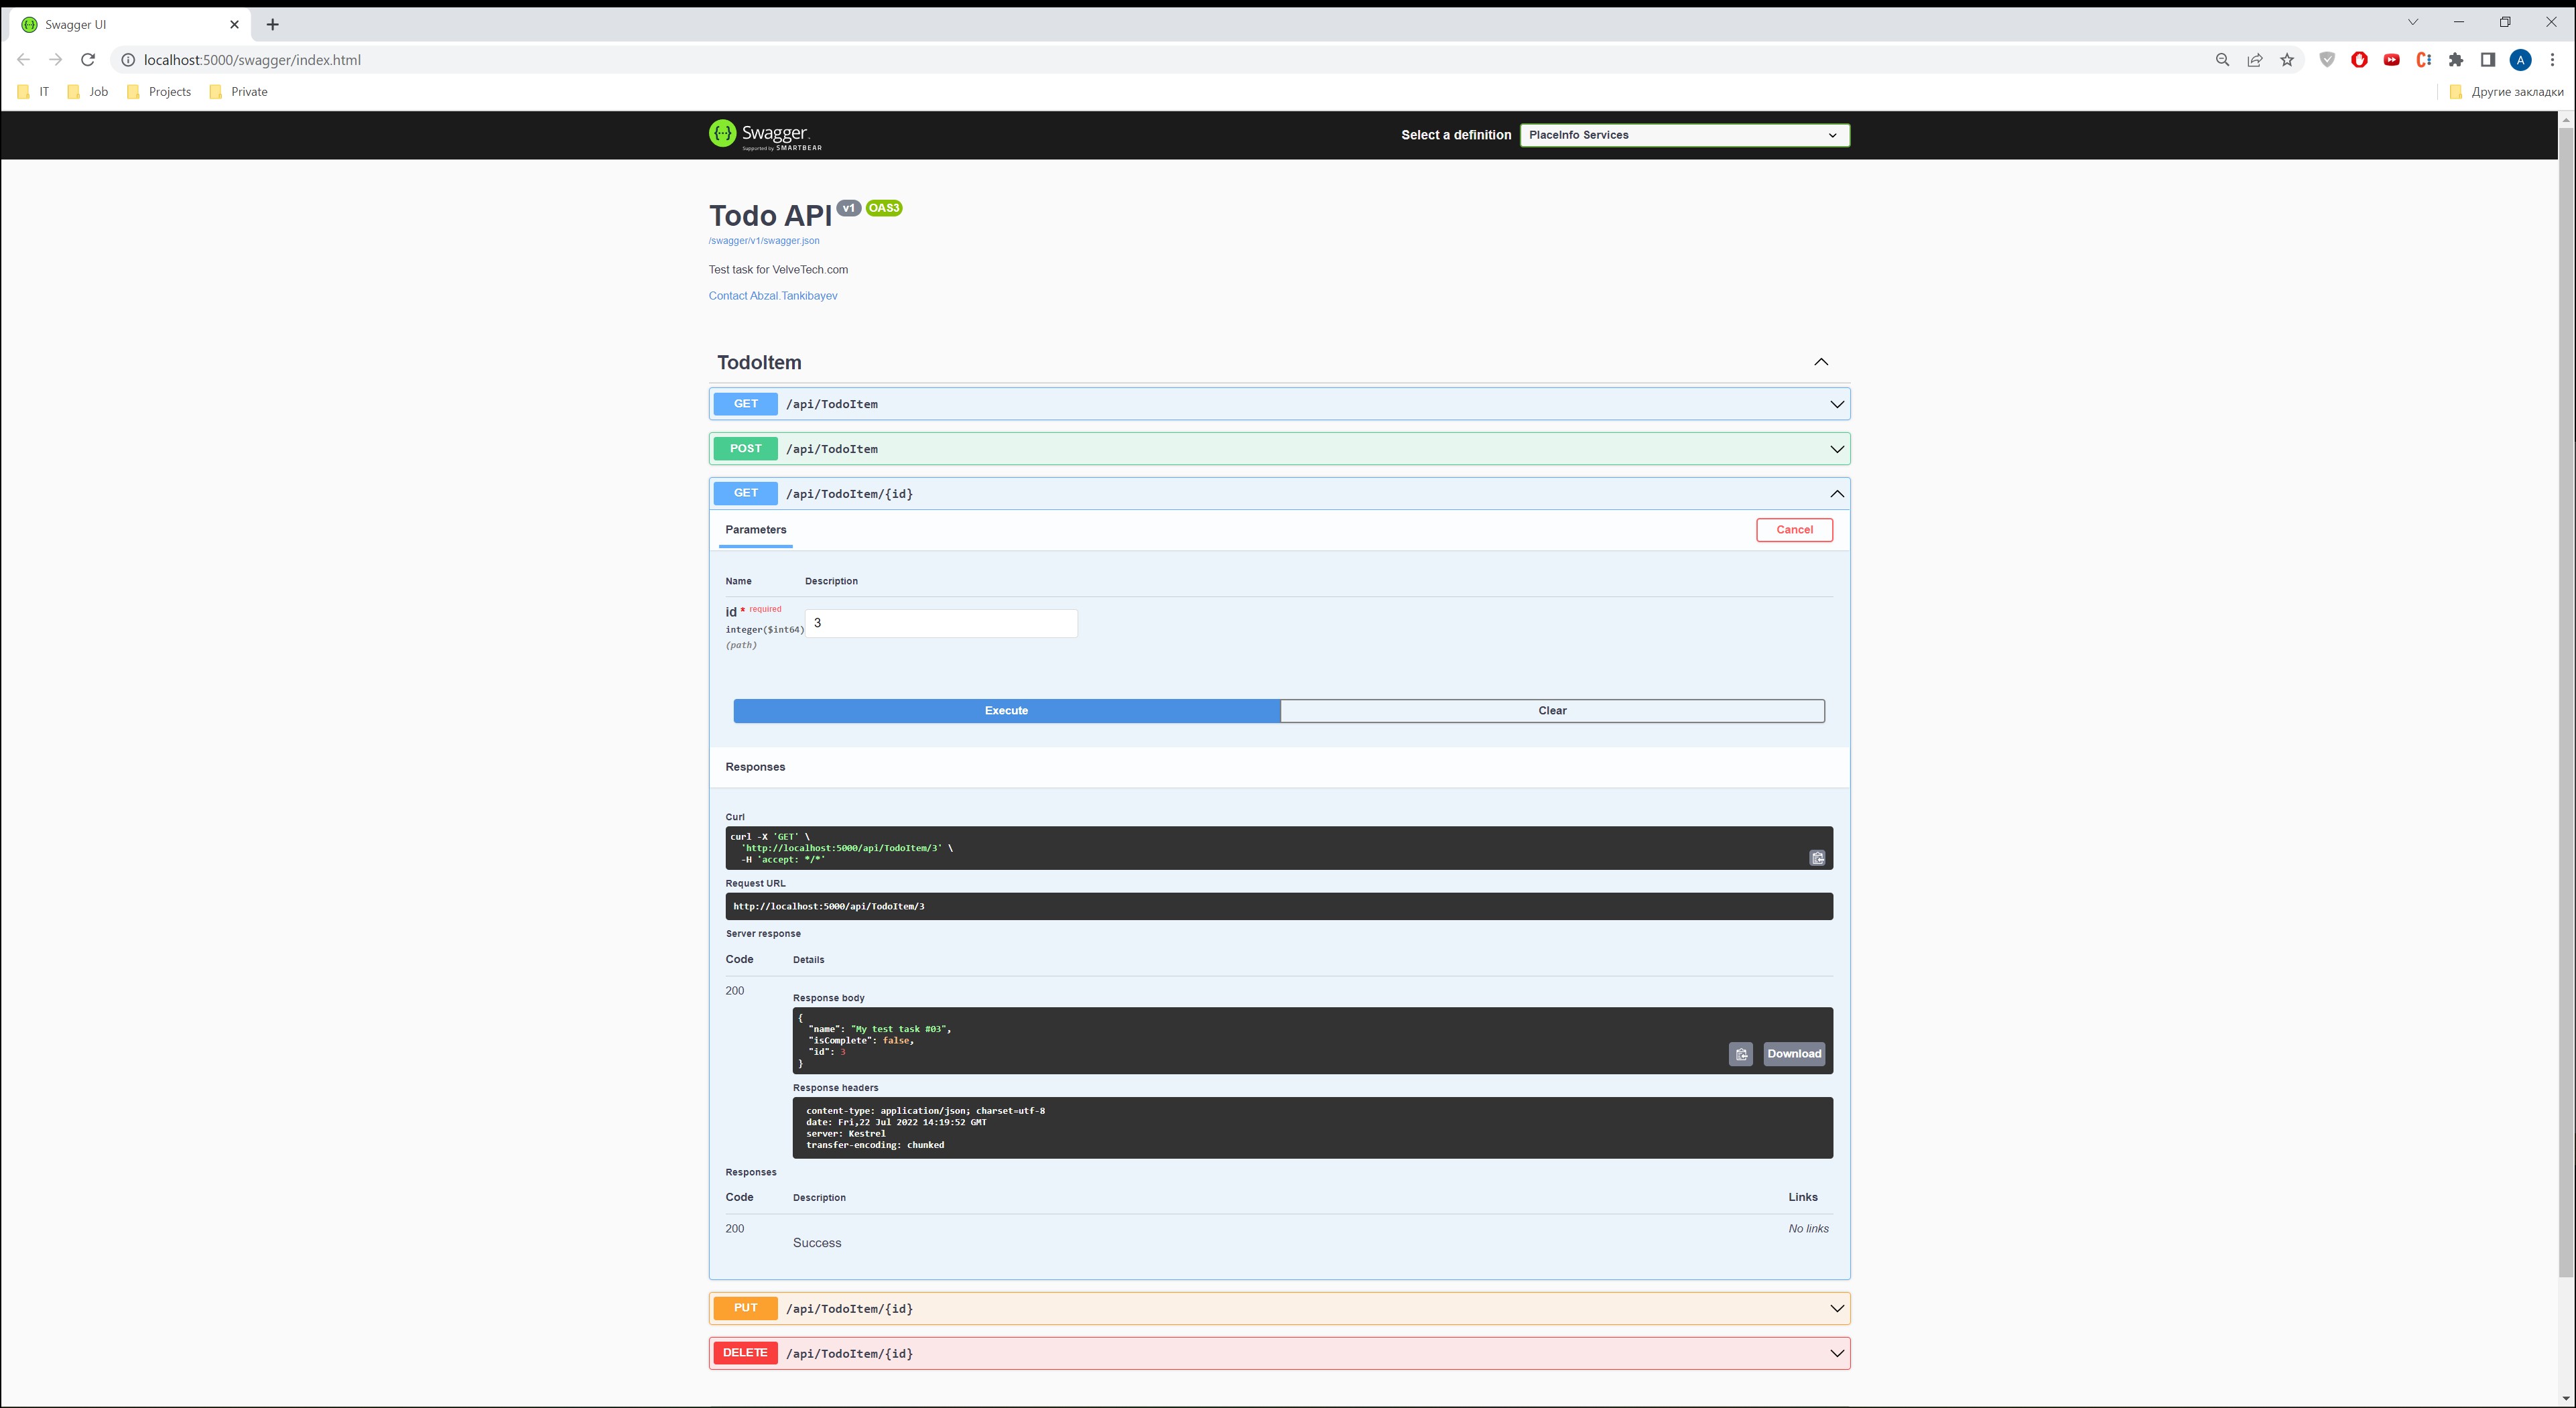 Swagger UI
localhost:5000/swagger/index.html
A
IT
Job
Projects
Private
Другие закладки
Swagger.
Supported by SMARTBEAR
Select a definition
PlaceInfo Services
Todo API v1 OAS3
/swagger/v1/swagger.json
Test task for VelveTech.com
Contact Abzal.Tankibayev
TodoItem
GET /api/TodoItem
POST /api/TodoItem
GET /api/TodoItem/{id}
Parameters
Cancel
Name Description
id * required
integer($int64)
(path)
3
Execute
Clear
Responses
Curl
curl -X 'GET' \
'http://localhost:5000/api/TodoItem/3' \
-H 'accept: */*'
Request URL
http://localhost:5000/api/TodoItem/3
Server response
Code Details
200
Response body
{
"name": "My test task #03",
"isComplete": false,
"id": 3
}
Download
Response headers
content-type: application/json; charset=utf-8
date: Fri,22 Jul 2022 14:19:52 GMT
server: Kestrel
transfer-encoding: chunked
Responses
Code Description Links
200
Success
No links
PUT /api/TodoItem/{id}
DELETE /api/TodoItem/{id}